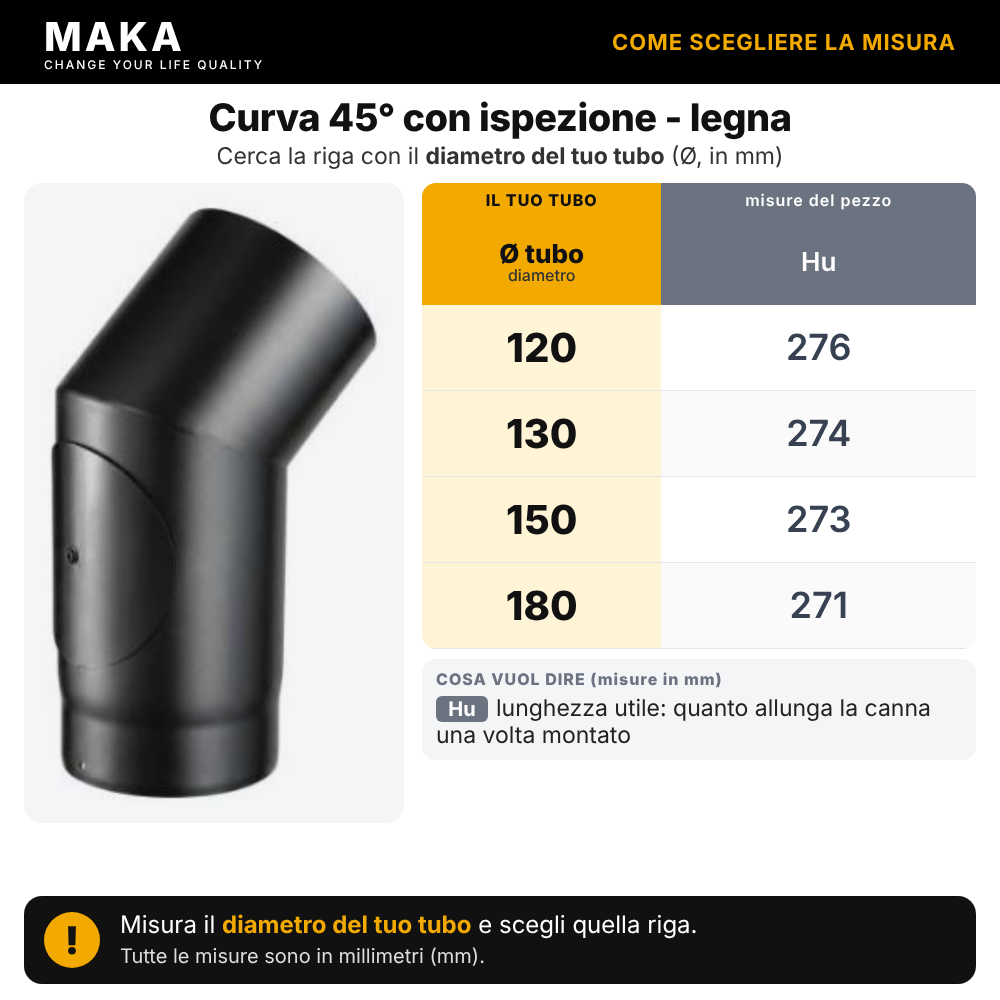 MAKA
CHANGE YOUR LIFE QUALITY
COME SCEGLIERE LA MISURA
Curva 45° con ispezione - legna
Cerca la riga con il diametro del tuo tubo (Ø, in mm)
IL TUO TUBO
misure del pezzo
Ø tubo
diametro
Hu
120 276
130 274
150 273
180 271
COSA VUOL DIRE (misure in mm)
Hu lunghezza utile: quanto allunga la canna
una volta montato
! Misura il diametro del tuo tubo e scegli quella riga.
Tutte le misure sono in millimetri (mm).